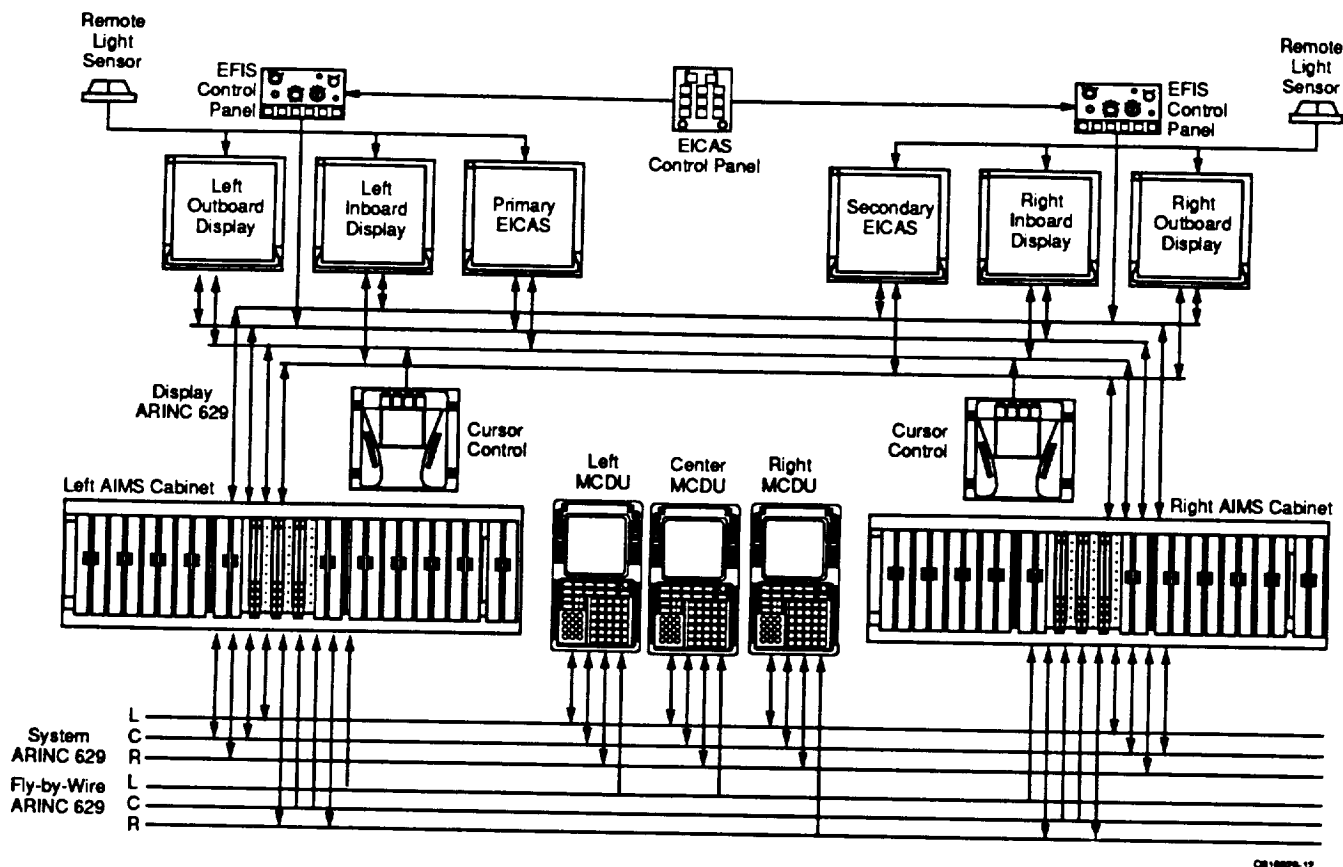 Remote
Light
Sensor
EFIS
Control
Panel
EICAS
Control Panel
EFIS
Control
Panel
Remote
Light
Sensor
Left
Outboard
Display
Left
Inboard
Display
Primary
EICAS
Secondary
EICAS
Right
Inboard
Display
Right
Outboard
Display
Display
ARINC 629
Cursor
Control
Cursor
Control
Left
MCDU
Center
MCDU
Right
MCDU
Left AIMS Cabinet
Right AIMS Cabinet
System
ARINC 629
L
C
R
Fly-by-Wire
ARINC 629
L
C
R